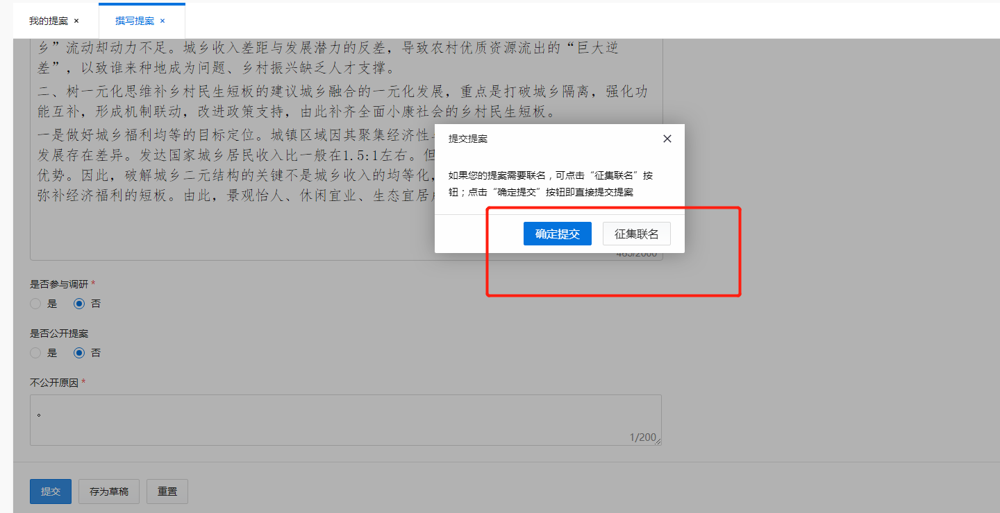 我的提案 ×
撰写提案 ×
乡”流动却动力不足。城乡收入差距与发展潜力的反差，导致农村优质资源流出的“巨大逆
差”，以致谁来种地成为问题、乡村振兴缺乏人才支撑。
二、树一元化思维补乡村民生短板的建议城乡融合的一元化发展，重点是打破城乡隔离，强化功
能互补，形成机制联动，改进政策支持，由此补齐全面小康社会的乡村民生短板。
一是做好城乡福利均等的目标定位。城镇区域因其聚集经济性
发展存在差异。发达国家城乡居民收入比一般在1.5:1左右。但
优势。因此，破解城乡二元结构的关键不是城乡收入的均等化，
弥补经济福利的短板。由此，景观怡人、休闲宜业、生态宜居
提交提案
如果您的提案需要联名，可点击“征集联名”按
钮；点击“确定提交”按钮即直接提交提案
确定提交
征集联名
是否参与调研 *
是
否
是否公开提案
是
否
不公开原因 *
。
1/200
提交
存为草稿
重置